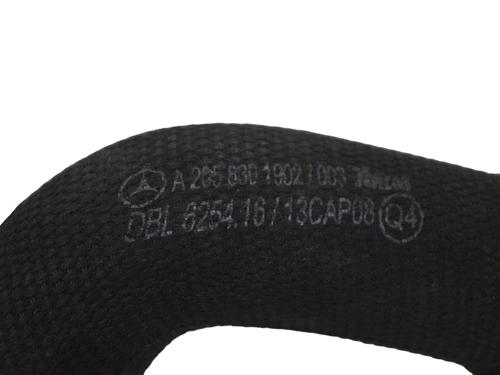 A 205 830 1902 / 003
DBL 6254.16 / 13CAP08 Q4